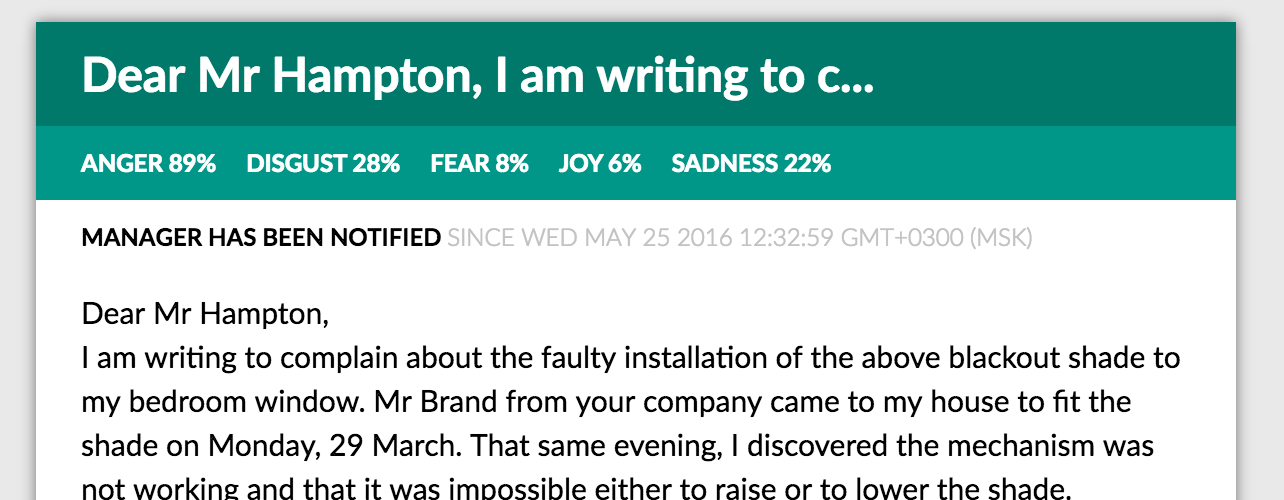 Dear Mr Hampton, I am writing to c...
ANGER 89% DISGUST 28% FEAR 8% JOY 6% SADNESS 22%
MANAGER HAS BEEN NOTIFIED SINCE WED MAY 25 2016 12:32:59 GMT+0300 (MSK)
Dear Mr Hampton,
I am writing to complain about the faulty installation of the above blackout shade to
my bedroom window. Mr Brand from your company came to my house to fit the
shade on Monday, 29 March. That same evening, I discovered the mechanism was
not working and that it was impossible either to raise or to lower the shade.